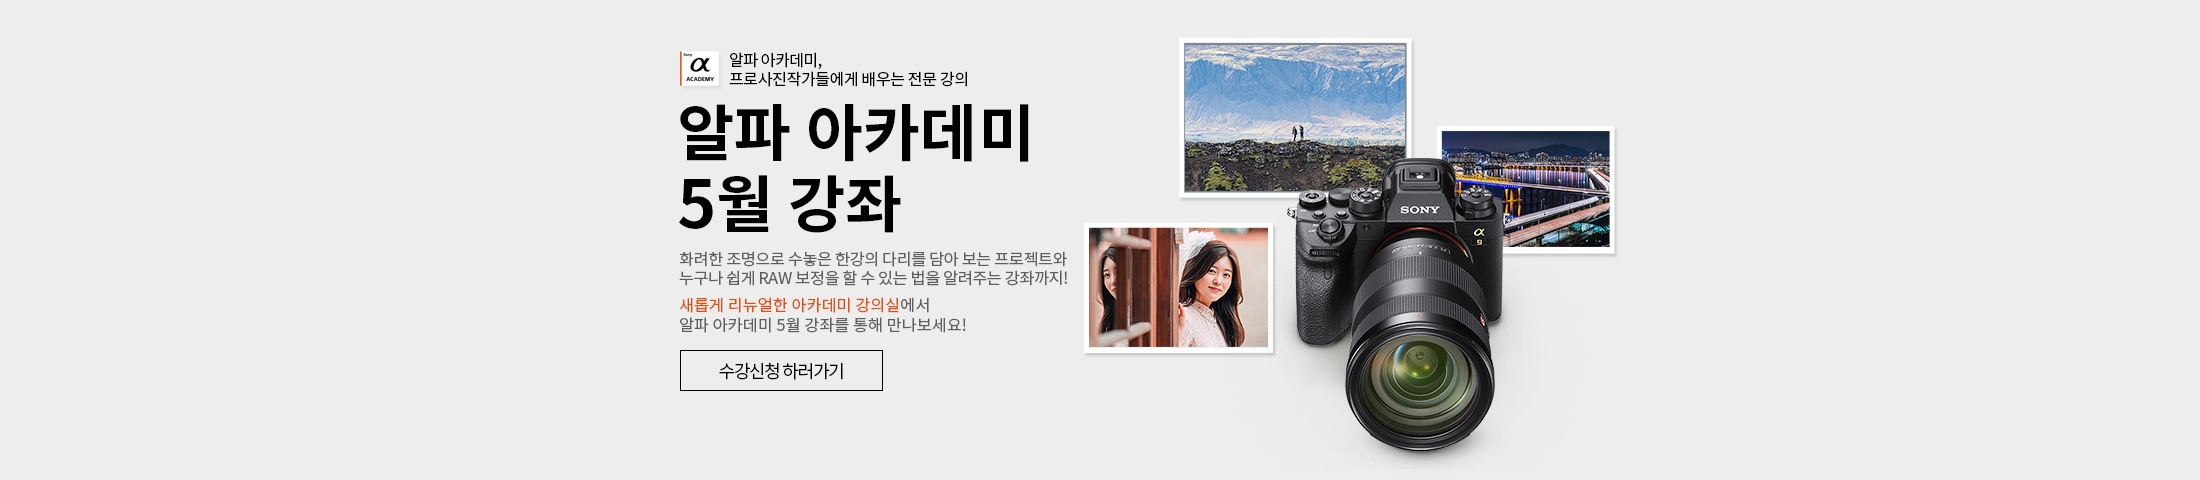 Sony
α
ACADEMY
알파 아카데미,
프로사진작가들에게 배우는 전문 강의
알파 아카데미
5월 강좌
화려한 조명으로 수놓은 한강의 다리를 담아 보는 프로젝트와
누구나 쉽게 RAW 보정을 할 수 있는 법을 알려주는 강좌까지!
새롭게 리뉴얼한 아카데미 강의실에서
알파 아카데미 5월 강좌를 통해 만나보세요!
수강신청 하러가기
SONY
α
9